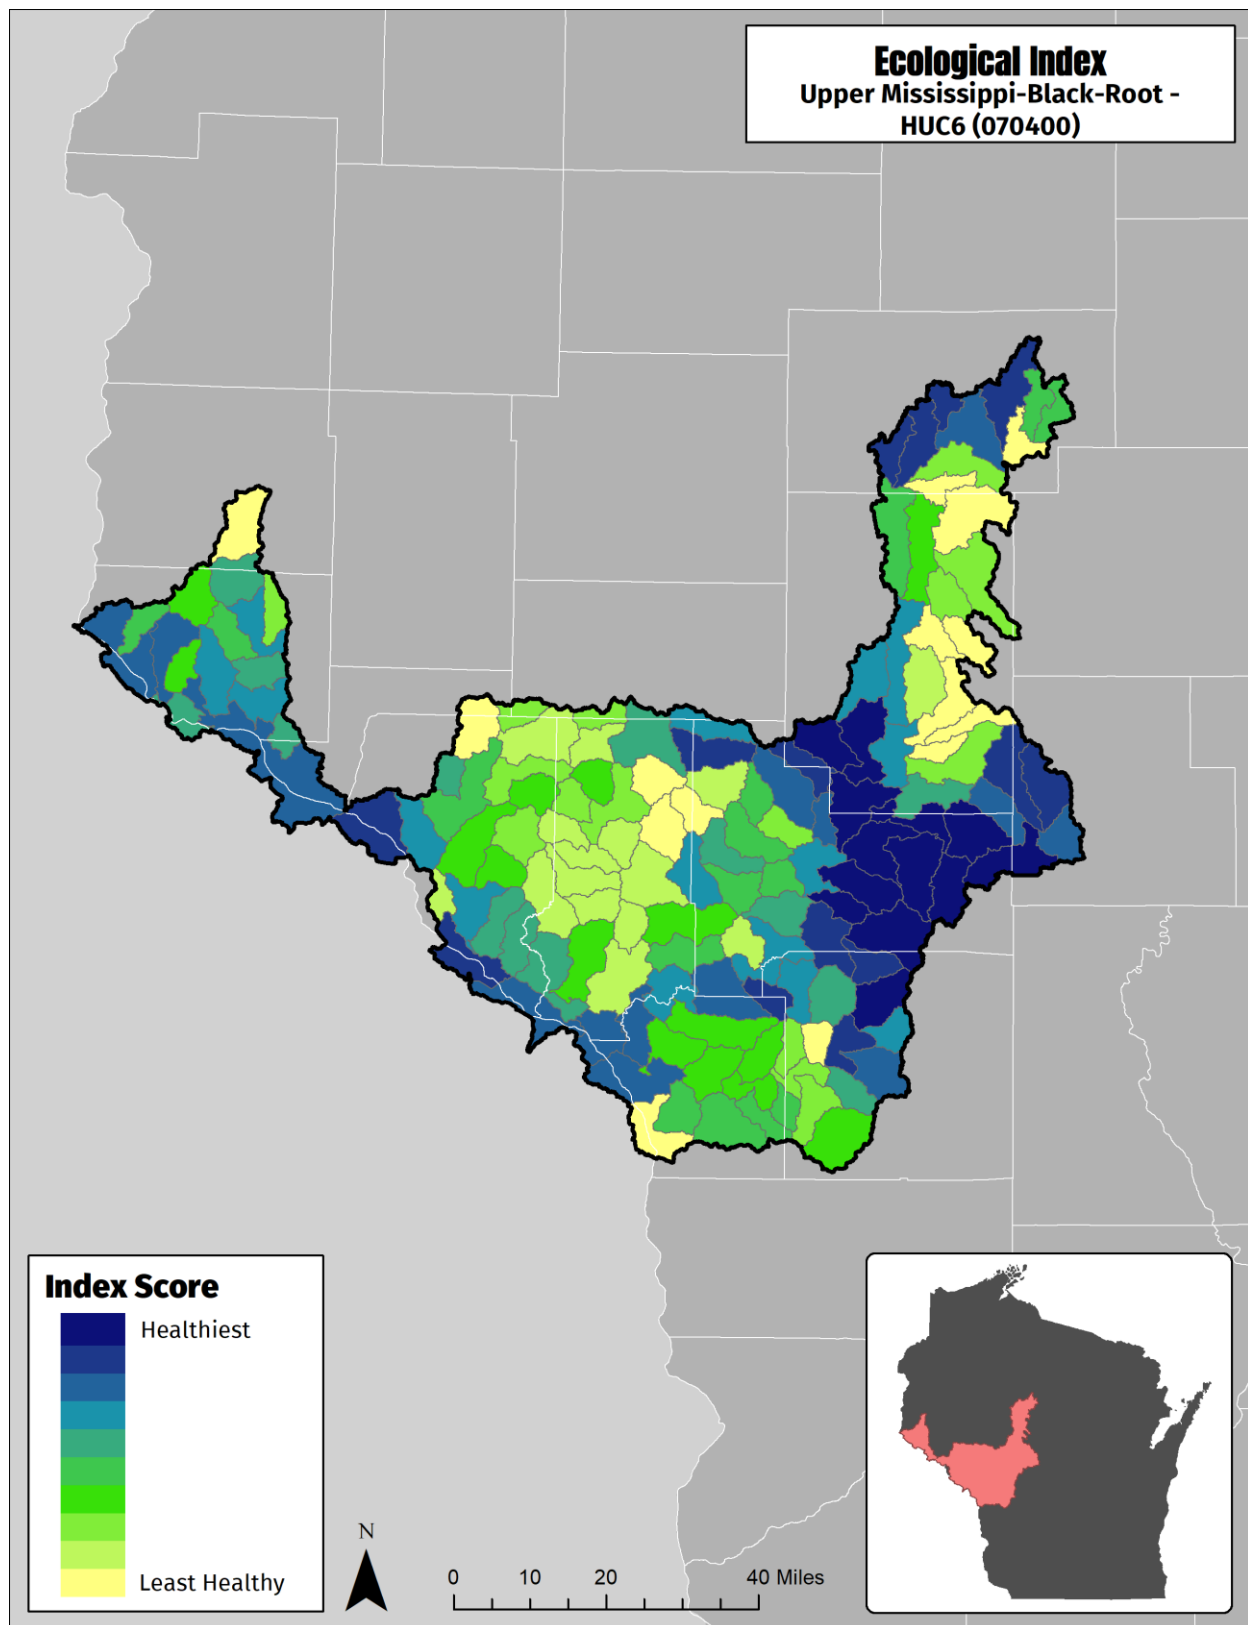 Ecological Index
Upper Mississippi-Black-Root -
HUC6 (070400)
Index Score
Healthiest
Least Healthy
N
0 10 20 40 Miles